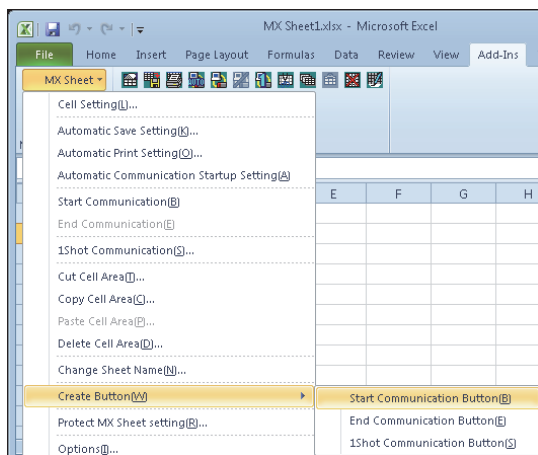 MX Sheet1.xlsx - Microsoft Excel
File Home Insert Page Layout Formulas Data Review View Add-Ins
MX Sheet
Cell Setting(L)...
Automatic Save Setting(K)...
Automatic Print Setting(O)...
Automatic Communication Startup Setting(A)
Start Communication(B)
End Communication(E)
1Shot Communication(S)...
Cut Cell Area(T)...
Copy Cell Area(C)...
Paste Cell Area(P)...
Delete Cell Area(D)...
Change Sheet Name(N)...
Create Button(W)
Protect MX Sheet setting(R)...
Options(I)...
E F G H
Start Communication Button(B)
End Communication Button(E)
1Shot Communication Button(S)